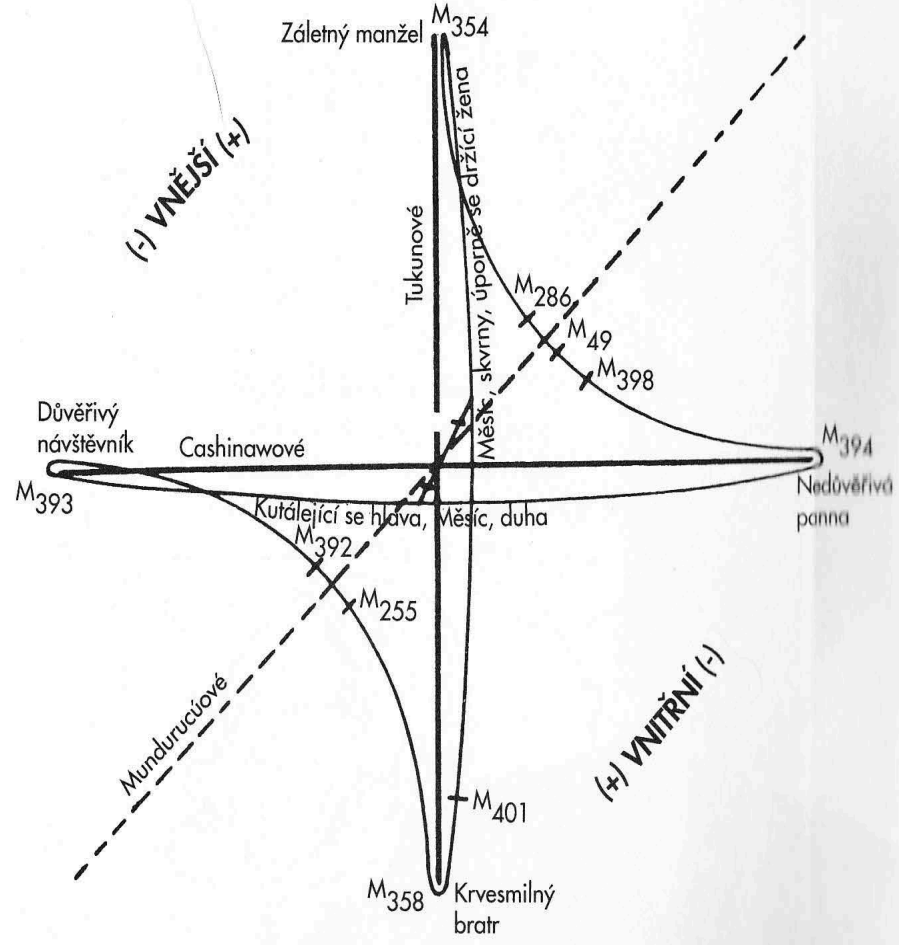 M354
Záletný manžel
(-) VNĚJŠÍ (+)
Tukunové
Měsíc, skvrny, úporně se držící žena
M286
M49
M398
Důvěřivý
návštěvník
Cashinawové
M394
M393
Nedůvěřivá
panna
Kutálející se hlava, Měsíc, duha
M392
M255
Mundurucúové
(+) VNITŘNÍ (-)
M401
M358
Krvesmilný
bratr